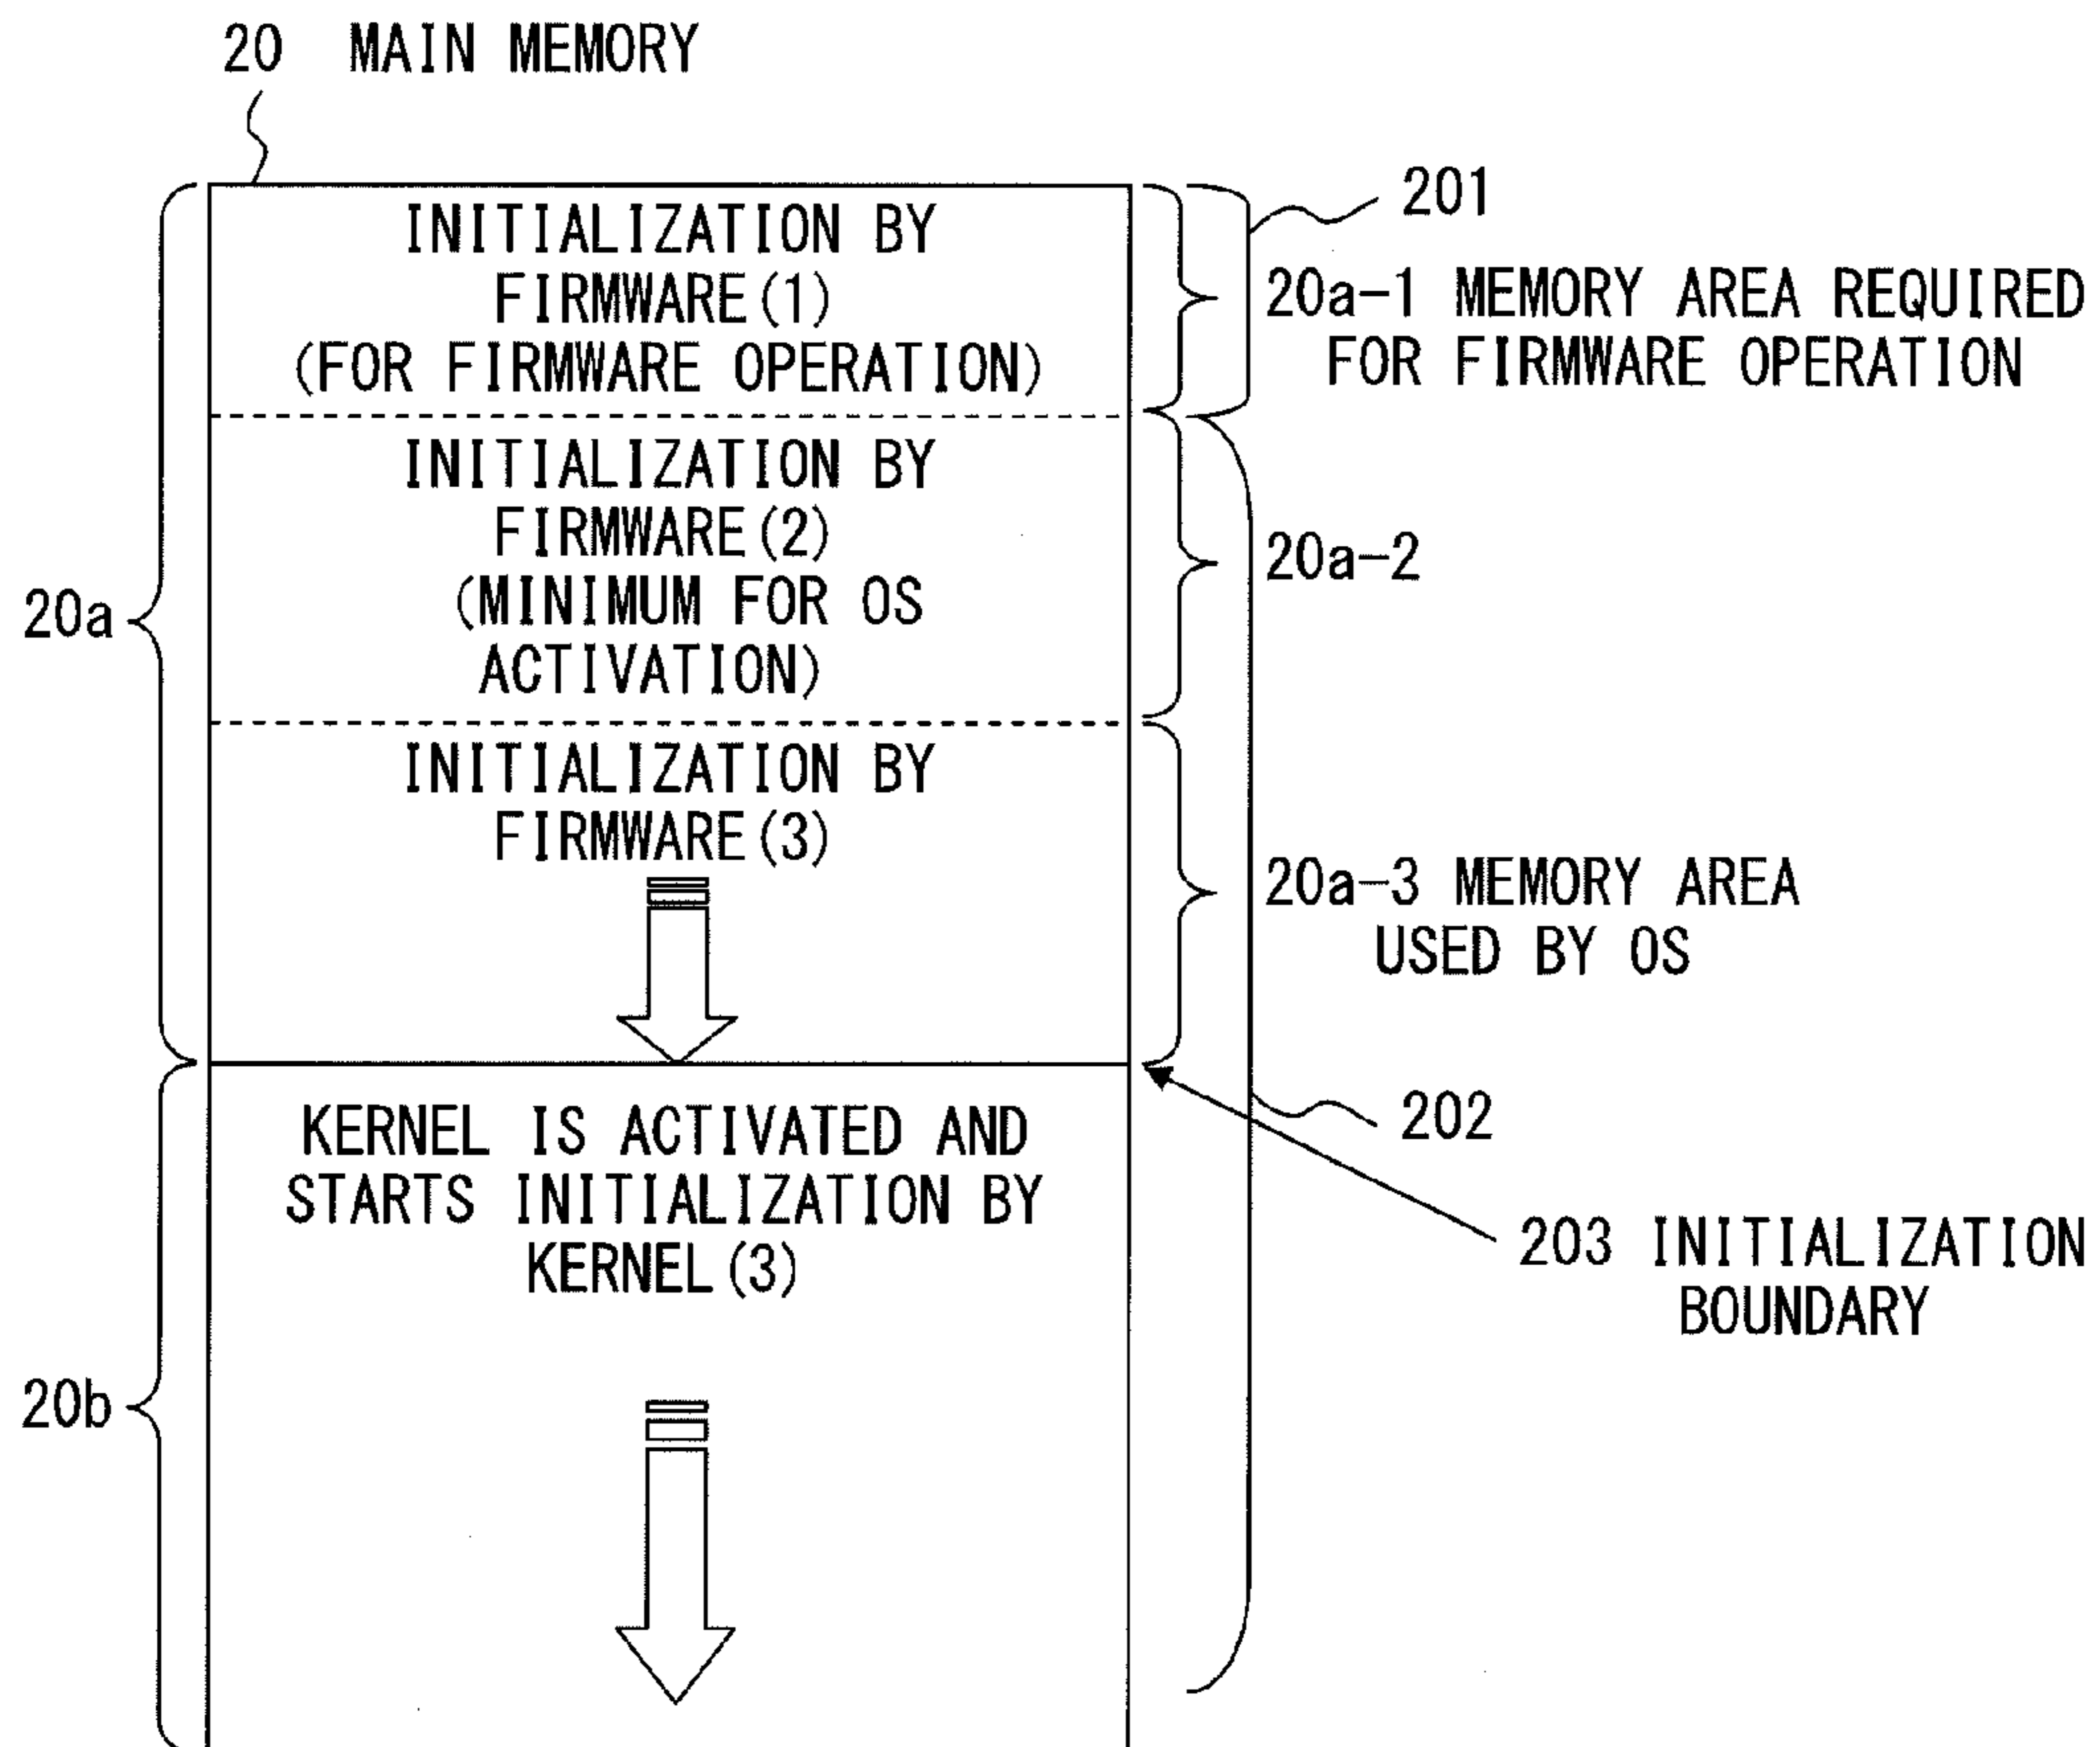 20 MAIN MEMORY
201
INITIALIZATION BY
FIRMWARE(1)
(FOR FIRMWARE OPERATION)
20a-1 MEMORY AREA REQUIRED
FOR FIRMWARE OPERATION
INITIALIZATION BY
FIRMWARE(2)
(MINIMUM FOR OS
ACTIVATION)
20a-2
20a
INITIALIZATION BY
FIRMWARE(3)
20a-3 MEMORY AREA
USED BY OS
KERNEL IS ACTIVATED AND
STARTS INITIALIZATION BY
KERNEL(3)
202
203 INITIALIZATION
BOUNDARY
20b